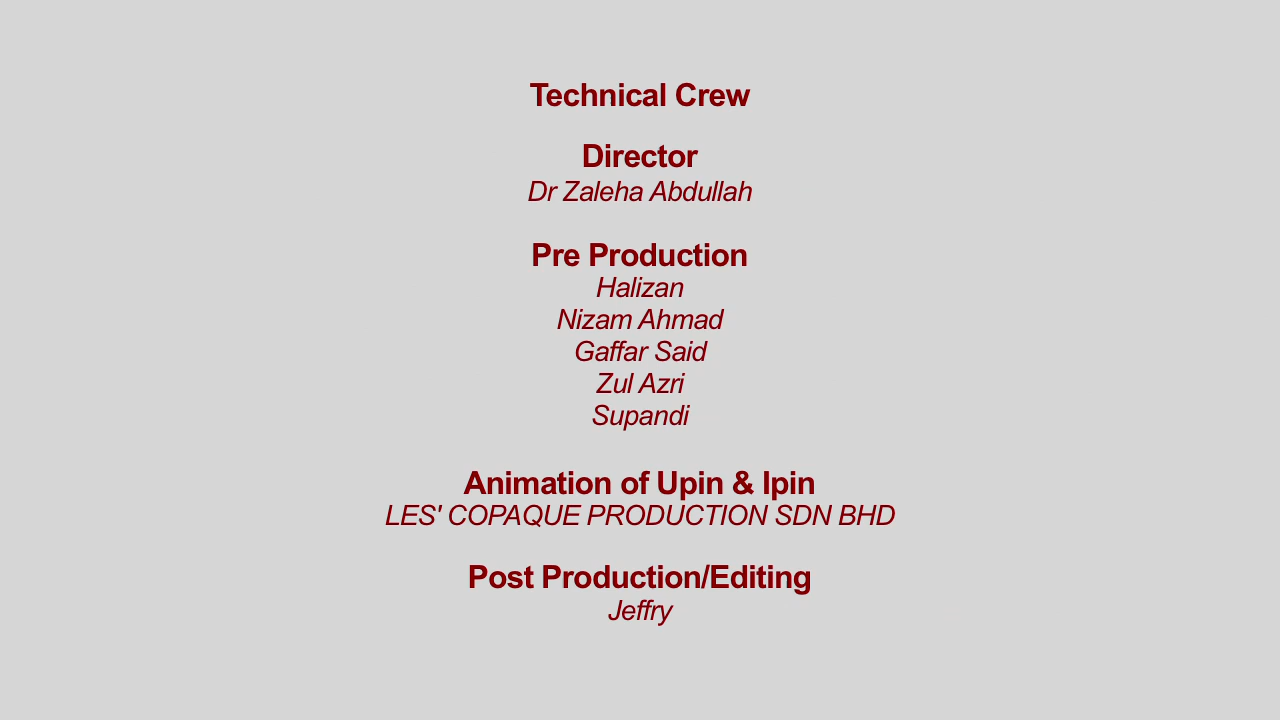 Technical Crew
Director
Dr Zaleha Abdullah
Pre Production
Halizan
Nizam Ahmad
Gaffar Said
Zul Azri
Supandi
Animation of Upin & Ipin
LES' COPAQUE PRODUCTION SDN BHD
Post Production/Editing
Jeffry